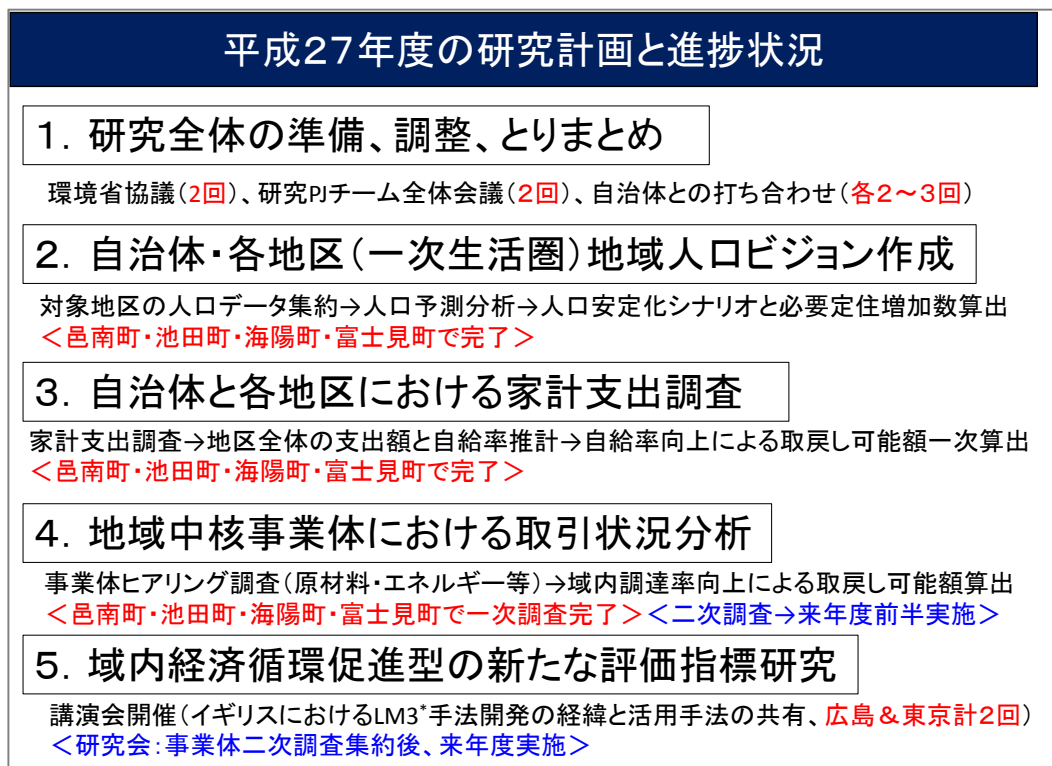 平成27年度の研究計画と進捗状況
1．研究全体の準備、調整、とりまとめ
環境省協議（2回）、研究PJチーム全体会議（2回）、自治体との打ち合わせ（各2～3回）
2．自治体・各地区（一次生活圏）地域人口ビジョン作成
対象地区の人口データ集約→人口予測分析→人口安定化シナリオと必要定住増加数算出
＜邑南町・池田町・海陽町・富士見町で完了＞
3．自治体と各地区における家計支出調査
家計支出調査→地区全体の支出額と自給率推計→自給率向上による取戻し可能額一次算出
＜邑南町・池田町・海陽町・富士見町で完了＞
4．地域中核事業体における取引状況分析
事業体ヒアリング調査（原材料・エネルギー等）→域内調達率向上による取戻し可能額算出
＜邑南町・池田町・海陽町・富士見町で一次調査完了＞＜二次調査→来年度前半実施＞
5．域内経済循環促進型の新たな評価指標研究
講演会開催（イギリスにおけるLM3*手法開発の経緯と活用手法の共有、広島＆東京計2回）
＜研究会：事業体二次調査集約後、来年度実施＞